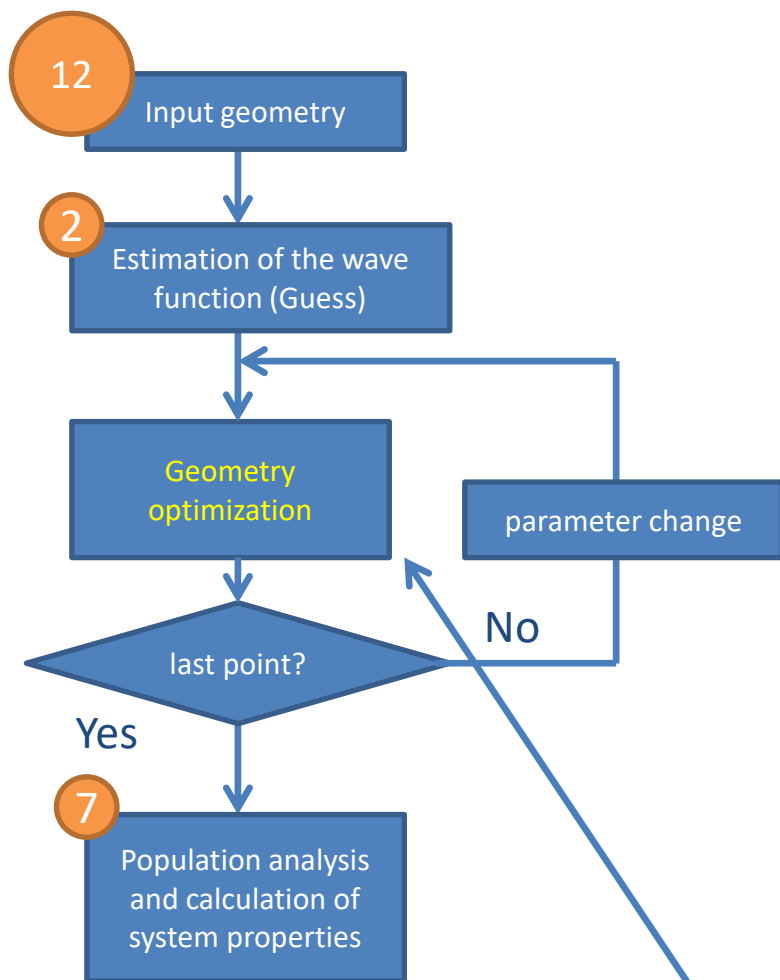 12
Input geometry
2
Estimation of the wave
function (Guess)
Geometry
optimization
parameter change
No
last point?
Yes
7
Population analysis
and calculation of
system properties